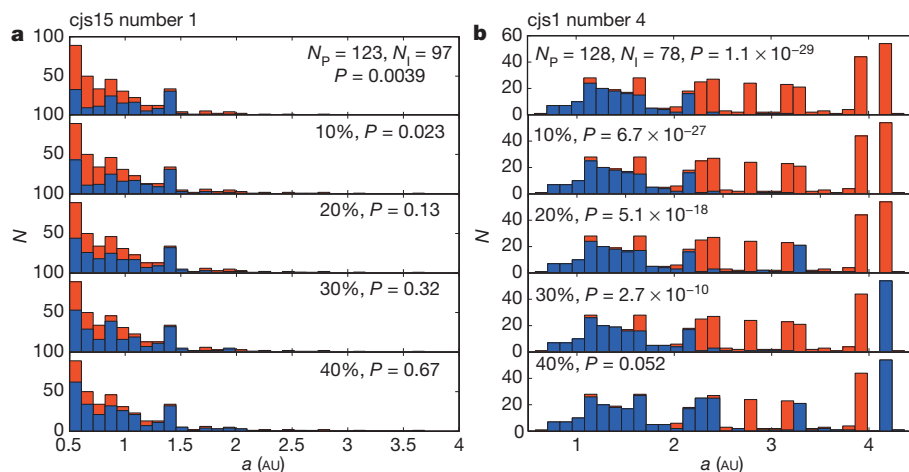 a
cjs15 number 1
N
100
50
100
50
100
50
100
50
100
50
0
N_P = 123, N_I = 97
P = 0.0039
10%, P = 0.023
20%, P = 0.13
30%, P = 0.32
40%, P = 0.67
0.5 1 1.5 2 2.5 3 3.5 4
a (AU)
b
cjs1 number 4
N
60
40
20
0
40
20
0
40
20
0
40
20
0
40
20
0
N_P = 128, N_I = 78, P = 1.1 × 10⁻²⁹
10%, P = 6.7 × 10⁻²⁷
20%, P = 5.1 × 10⁻¹⁸
30%, P = 2.7 × 10⁻¹⁰
40%, P = 0.052
1 2 3 4
a (AU)